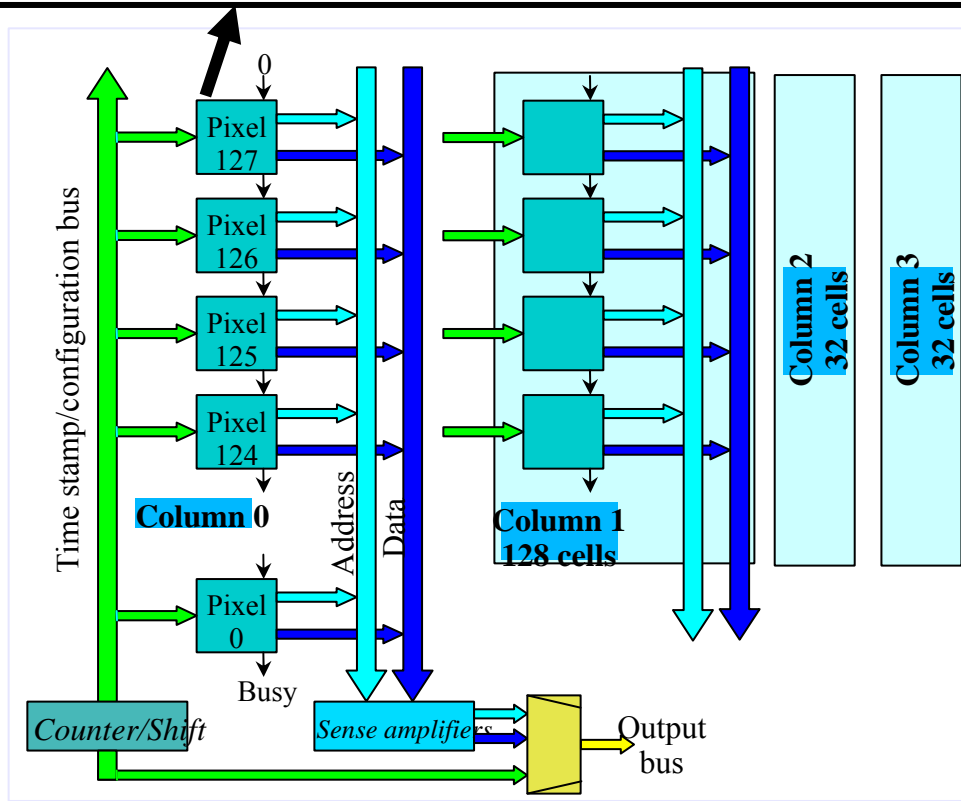 0
Pixel
127
Pixel
126
Pixel
125
Pixel
124
Time stamp/configuration bus
Column 0
Address
Data
Column 1
128 cells
Column 2
32 cells
Column 3
32 cells
Pixel
0
Busy
Counter/Shift
Sense amplifiers
Output
bus